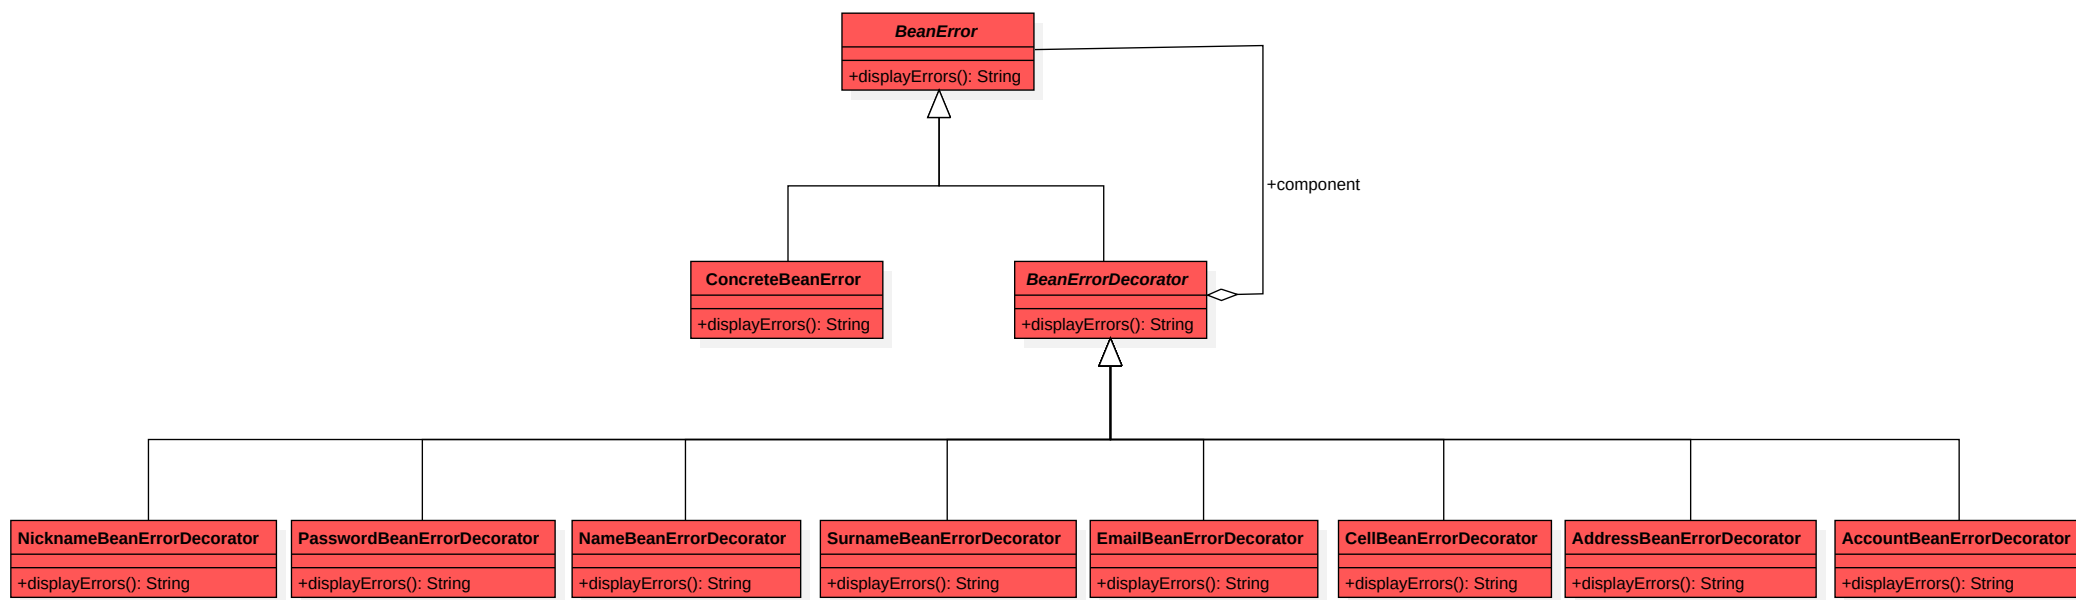 BeanError
+displayErrors(): String
+component
ConcreteBeanError
+displayErrors(): String
BeanErrorDecorator
+displayErrors(): String
NicknameBeanErrorDecorator
+displayErrors(): String
PasswordBeanErrorDecorator
+displayErrors(): String
NameBeanErrorDecorator
+displayErrors(): String
SurnameBeanErrorDecorator
+displayErrors(): String
EmailBeanErrorDecorator
+displayErrors(): String
CellBeanErrorDecorator
+displayErrors(): String
AddressBeanErrorDecorator
+displayErrors(): String
AccountBeanErrorDecorator
+displayErrors(): String